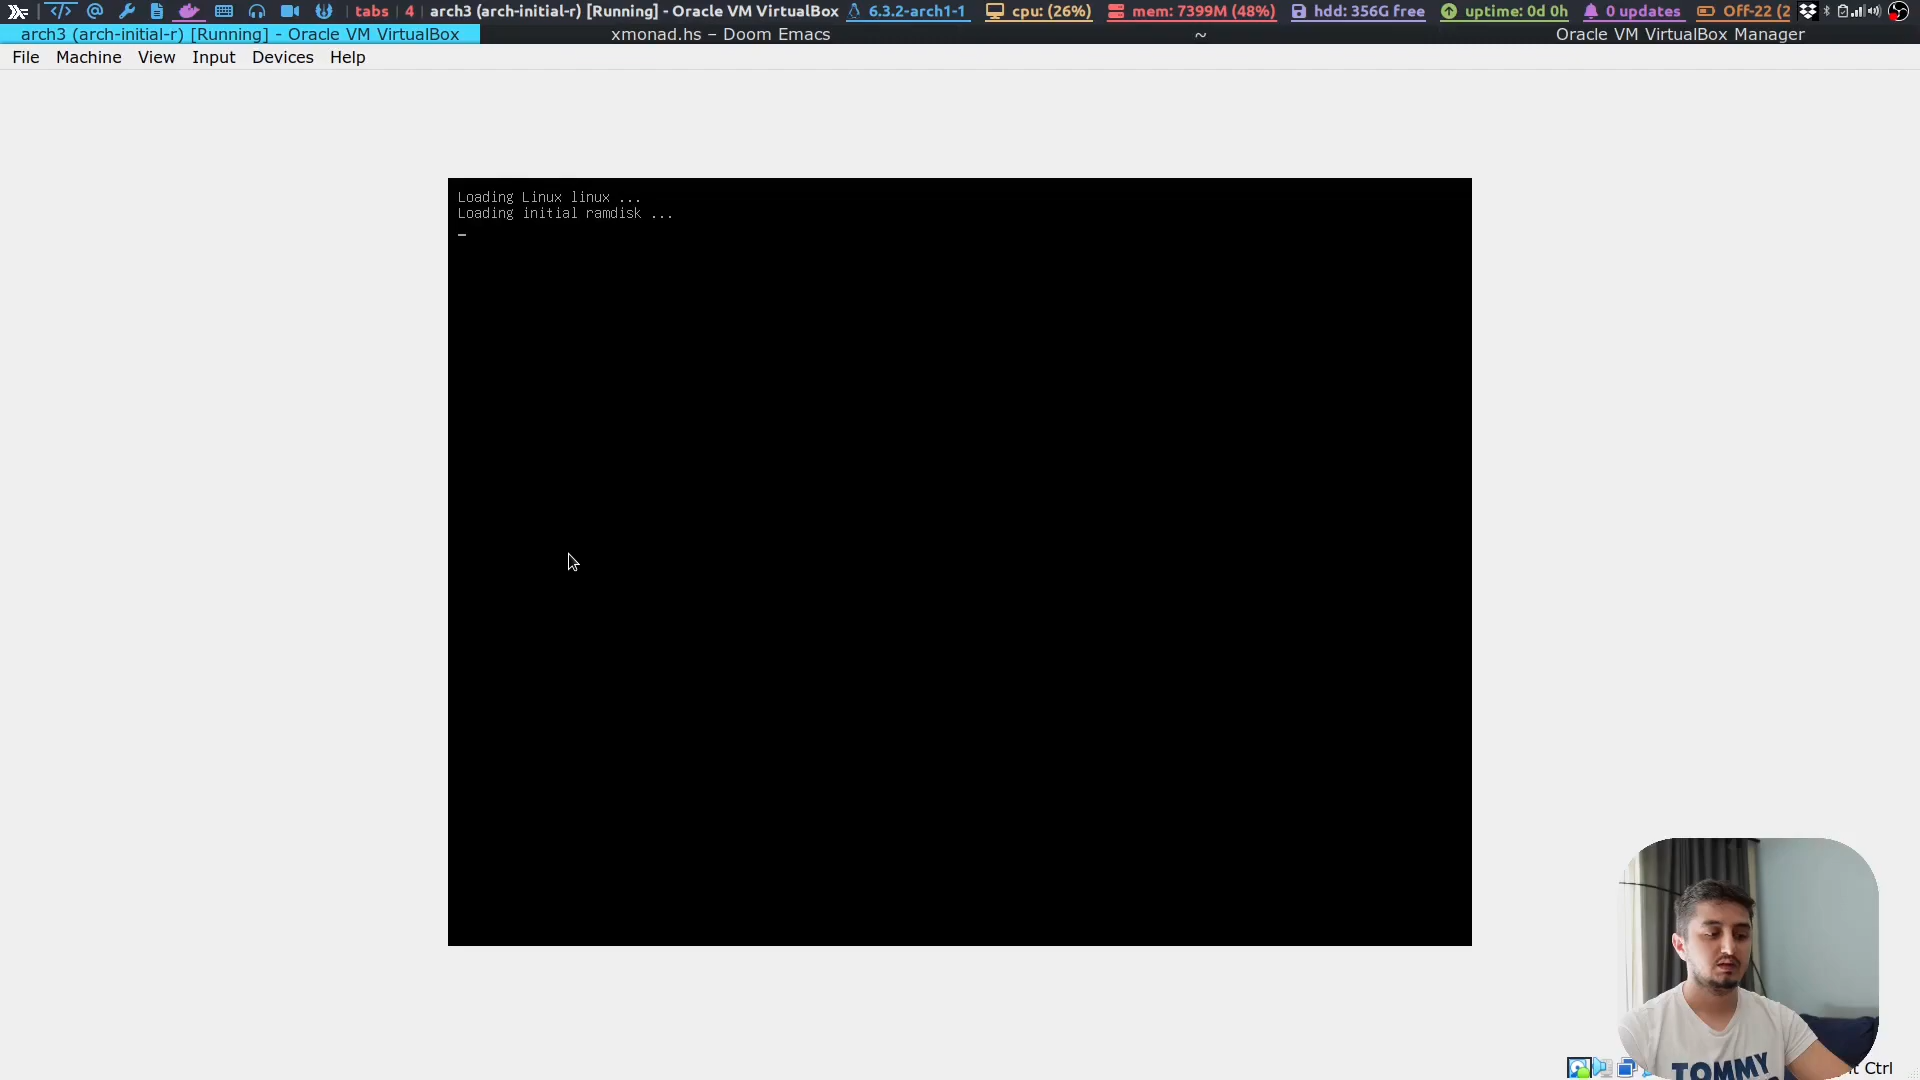 tabs 4 arch3 (arch-initial-r) [Running] - Oracle VM VirtualBox 6.3.2-arch1-1 cpu: (26%) mem: 7399M (48%) hdd: 356G free uptime: 0d 0h 0 updates Off-22 (2
arch3 (arch-initial-r) [Running] - Oracle VM VirtualBox xmonad.hs – Doom Emacs ~ Oracle VM VirtualBox Manager
File Machine View Input Devices Help
Loading Linux linux ...
Loading initial ramdisk ...
_
Ctrl
TOMMY